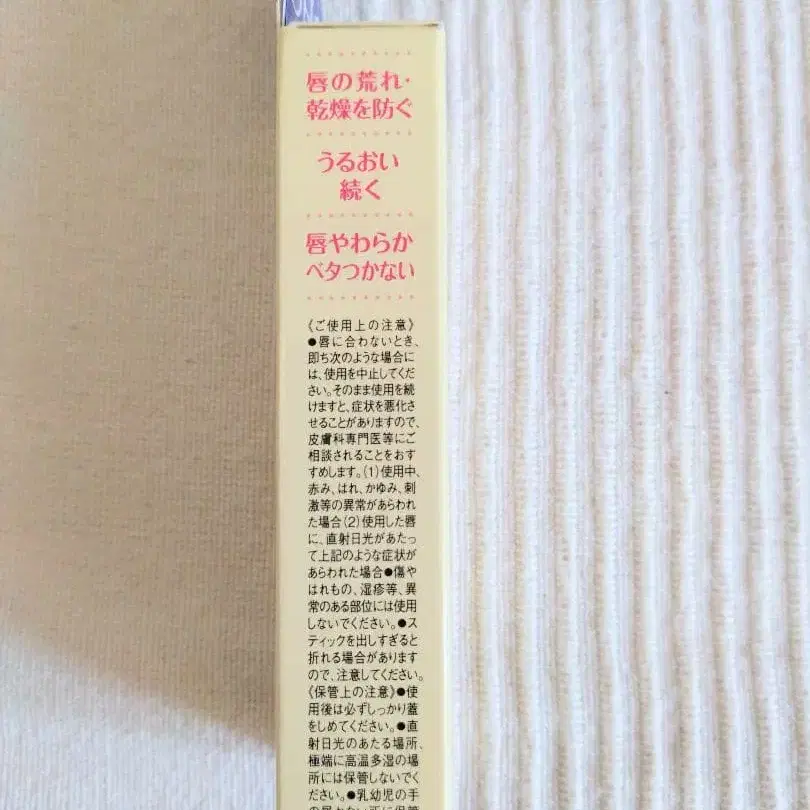 唇の荒れ・
乾燥を防ぐ
うるおい
続く
唇やわらか
ベタつかない
《ご使用上の注意》
●唇に合わないとき、
即ち次のような場合に
は、使用を中止してくだ
さい。そのまま使用を続
けますと、症状を悪化さ
せることがありますので、
皮膚科専門医等にご
相談されることをおす
すめします。(1)使用中、
赤み、はれ、かゆみ、刺
激等の異常があらわれ
た場合(2)使用した唇
に、直射日光があたっ
て上記のような症状が
あらわれた場合●傷や
はれもの、湿疹等、異
常のある部位には使用
しないでください。●ス
ティックを出しすぎると
折れる場合があります
ので、注意してください。
《保管上の注意》●使
用後は必ずしっかり蓋
をしめてください。●直
射日光のあたる場所、
極端に高温多湿の場
所には保管しないでく
ださい。●乳幼児の手